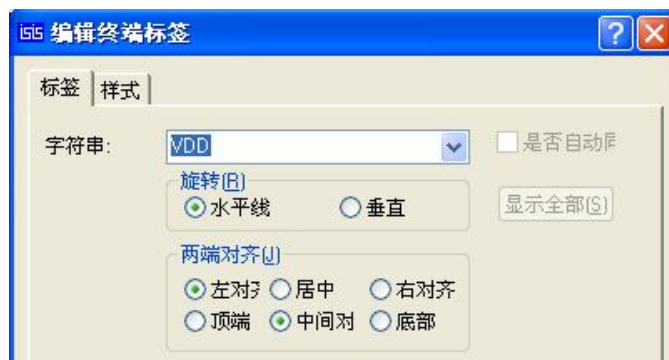 isis 编辑终端标签
标签 样式
字符串: VDD 是否自动
旋转(R)
水平线 垂直 显示全部(S)
两端对齐(J)
左对 居中 右对齐
顶端 中间对 底部